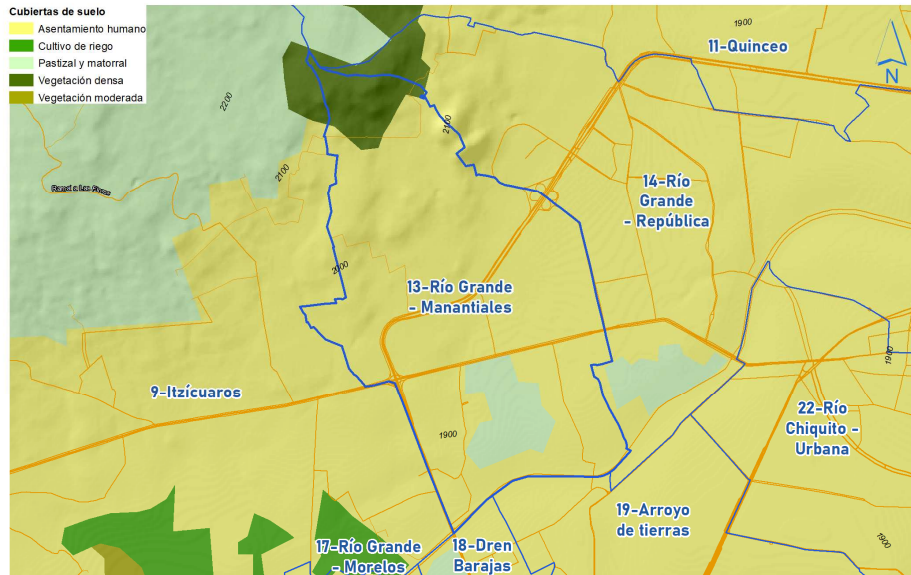 Cubiertas de suelo
Asentamiento humano
Cultivo de riego
Pastizal y matorral
Vegetación densa
Vegetación moderada
1900
11-Quinceo
N
2200
2100
2100
14-Río
Grande
- República
2000
13-Río Grande
- Manantiales
1900
9-Itzícuaros
22-Río
Chiquito -
Urbana
1900
19-Arroyo
de tierras
17-Río Grande
- Morelos
18-Dren
Barajas
1900